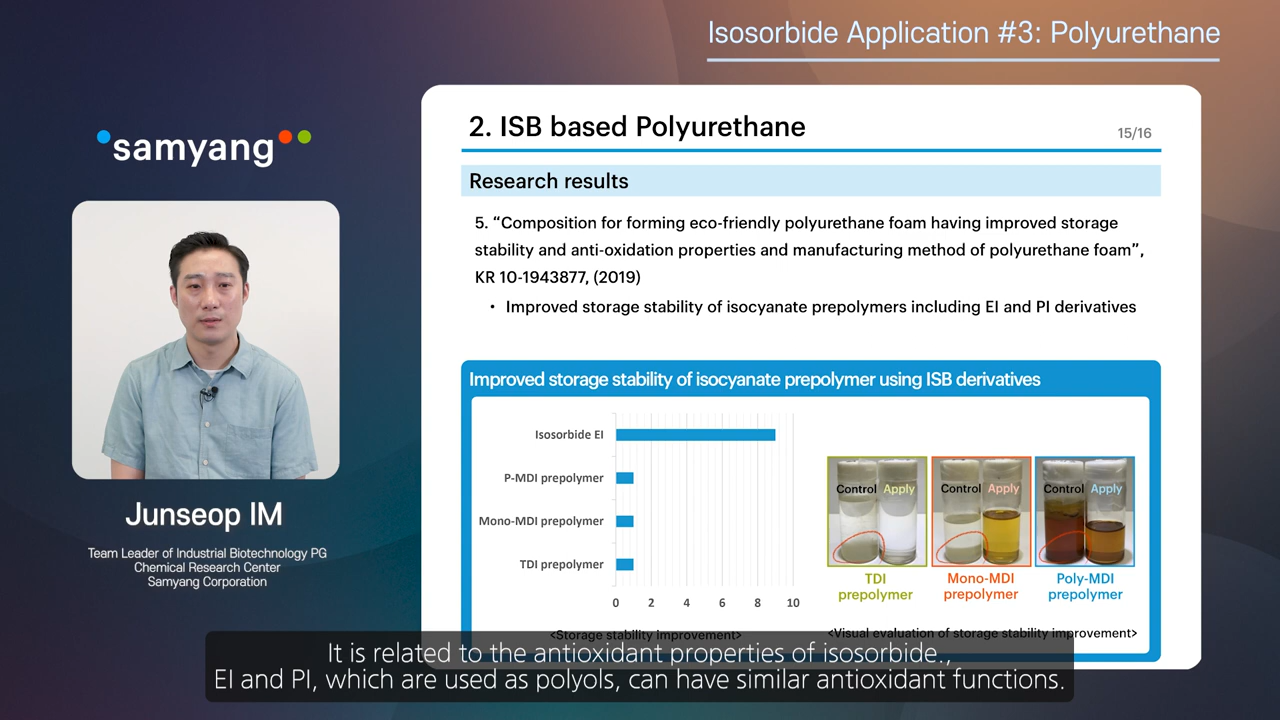 Isosorbide Application #3: Polyurethane
samyang
Junseop IM
Team Leader of Industrial Biotechnology PG
Chemical Research Center
Samyang Corporation
2. ISB based Polyurethane
15/16
Research results
5. “Composition for forming eco-friendly polyurethane foam having improved storage
stability and anti-oxidation properties and manufacturing method of polyurethane foam”,
KR 10-1943877, (2019)
• Improved storage stability of isocyanate prepolymers including EI and PI derivatives
Improved storage stability of isocyanate prepolymer using ISB derivatives
Isosorbide EI
P-MDI prepolymer
Mono-MDI prepolymer
TDI prepolymer
0 2 4 6 8 10
<Storage stability improvement>
Control Apply
Control Apply
Control Apply
TDI
prepolymer
Mono-MDI
prepolymer
Poly-MDI
prepolymer
<Visual evaluation of storage stability improvement>
It is related to the antioxidant properties of isosorbide.,
EI and PI, which are used as polyols, can have similar antioxidant functions.